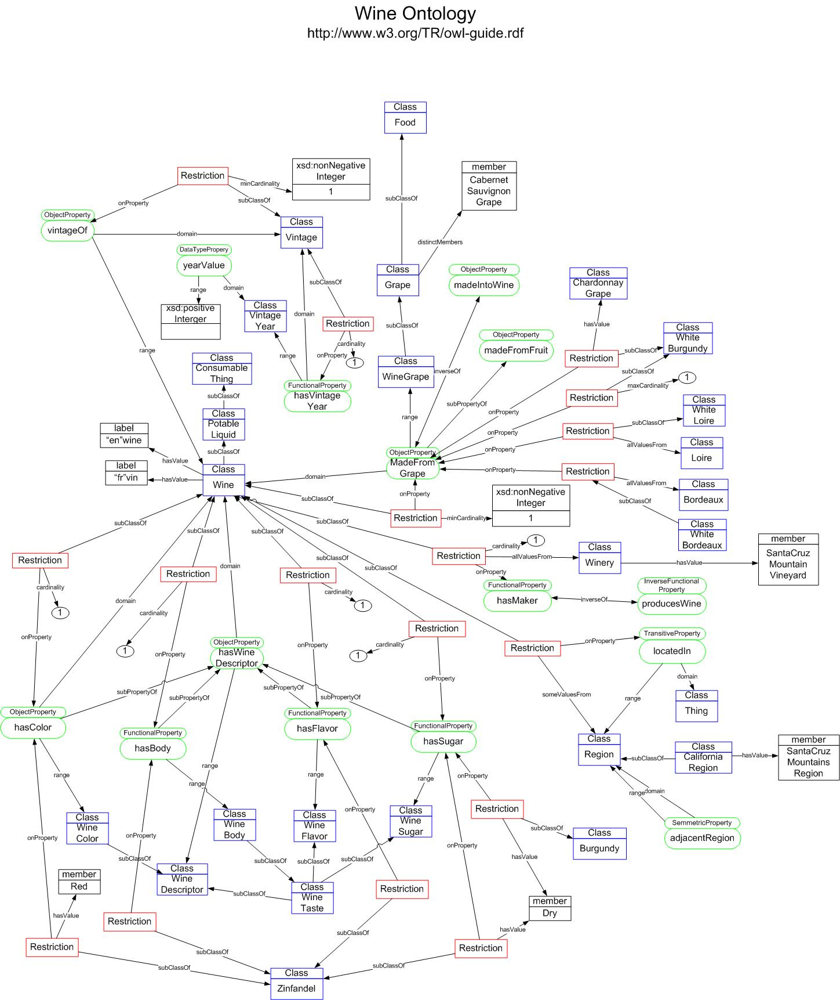 Wine Ontology
http://www.w3.org/TR/owl-guide.rdf
Class
Food
Restriction
minCardinality
xsd:nonNegative
Integer
1
member
Cabernet
Sauvignon
Grape
onProperty
subClassOf
subClassOf
ObjectProperty
vintageOf
domain
Class
Vintage
distinctMembers
DataTypePropery
yearValue
range
domain
xsd:positive
Interger
Class
Vintage
Year
subClassOf
domain
Restriction
cardinality
onProperty
1
range
FunctionalProperty
hasVintage
Year
Class
Grape
ObjectProperty
madeIntoWine
Class
Chardonnay
Grape
subClassOf
hasValue
ObjectProperty
madeFromFruit
Class
White
Burgundy
Restriction
subClassOf
subClassOf
range
Class
Consumable
Thing
subClassOf
Class
WineGrape
inverseOf
maxCardinality
1
Restriction
subPropertyOf
onProperty
Class
White
Loire
range
Class
Potable
Liquid
subClassOf
label
“en”wine
hasValue
label
“fr”vin
hasValue
Class
Wine
onProperty
Restriction
subClassOf
allValuesFrom
Class
Loire
onProperty
ObjectProperty
MadeFrom
Grape
domain
onProperty
Restriction
allValuesFrom
Class
Bordeaux
subClassOf
Class
White
Bordeaux
onProperty
subClassOf
Restriction
minCardinality
xsd:nonNegative
Integer
1
subClassOf
subClassOf
subClassOf
subClassOf
subClassOf
subClassOf
Restriction
cardinality
1
allValuesFrom
Class
Winery
hasValue
member
SantaCruz
Mountain
Vineyard
onProperty
FunctionalProperty
hasMaker
inverseOf
InverseFunctional
Property
producesWine
Restriction
cardinality
1
domain
onProperty
Restriction
cardinality
1
onProperty
domain
Restriction
cardinality
1
onProperty
Restriction
cardinality
1
onProperty
Restriction
onProperty
TransitiveProperty
locatedIn
domain
Class
Thing
range
someValuesFrom
ObjectProperty
hasWine
Descriptor
subPropertyOf
subPropertyOf
subPropertyOf
subPropertyOf
ObjectProperty
hasColor
FunctionalProperty
hasBody
FunctionalProperty
hasFlavor
FunctionalProperty
hasSugar
Class
Region
subClassOf
Class
California
Region
hasValue
member
SantaCruz
Mountains
Region
range
domain
SemmetricProperty
adjacentRegion
range
range
range
range
range
onProperty
onProperty
Restriction
subClassOf
Class
Burgundy
hasValue
onProperty
onProperty
onProperty
Class
Wine
Color
Class
Wine
Body
Class
Wine
Flavor
Class
Wine
Sugar
subClassOf
subClassOf
subClassOf
subClassOf
Class
Wine
Descriptor
subClassOf
Class
Wine
Taste
Restriction
member
Red
hasValue
Restriction
member
Dry
hasValue
Restriction
Restriction
subClassOf
subClassOf
subClassOf
subClassOf
Class
Zinfandel